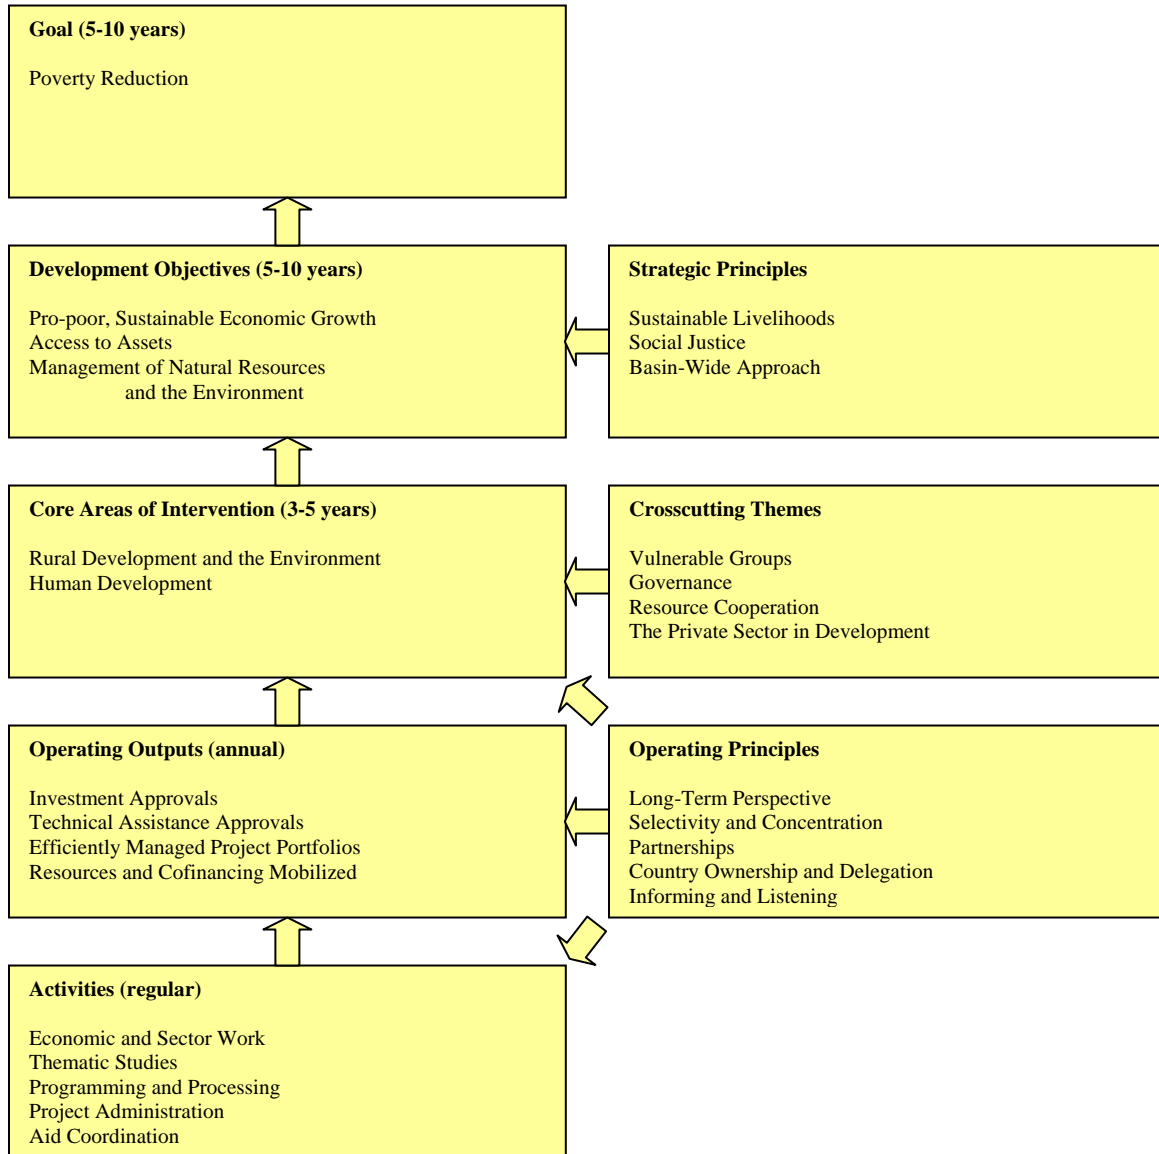 Goal (5-10 years)
Poverty Reduction
Development Objectives (5-10 years)
Pro-poor, Sustainable Economic Growth
Access to Assets
Management of Natural Resources
and the Environment
Strategic Principles
Sustainable Livelihoods
Social Justice
Basin-Wide Approach
Core Areas of Intervention (3-5 years)
Rural Development and the Environment
Human Development
Crosscutting Themes
Vulnerable Groups
Governance
Resource Cooperation
The Private Sector in Development
Operating Outputs (annual)
Investment Approvals
Technical Assistance Approvals
Efficiently Managed Project Portfolios
Resources and Cofinancing Mobilized
Operating Principles
Long-Term Perspective
Selectivity and Concentration
Partnerships
Country Ownership and Delegation
Informing and Listening
Activities (regular)
Economic and Sector Work
Thematic Studies
Programming and Processing
Project Administration
Aid Coordination